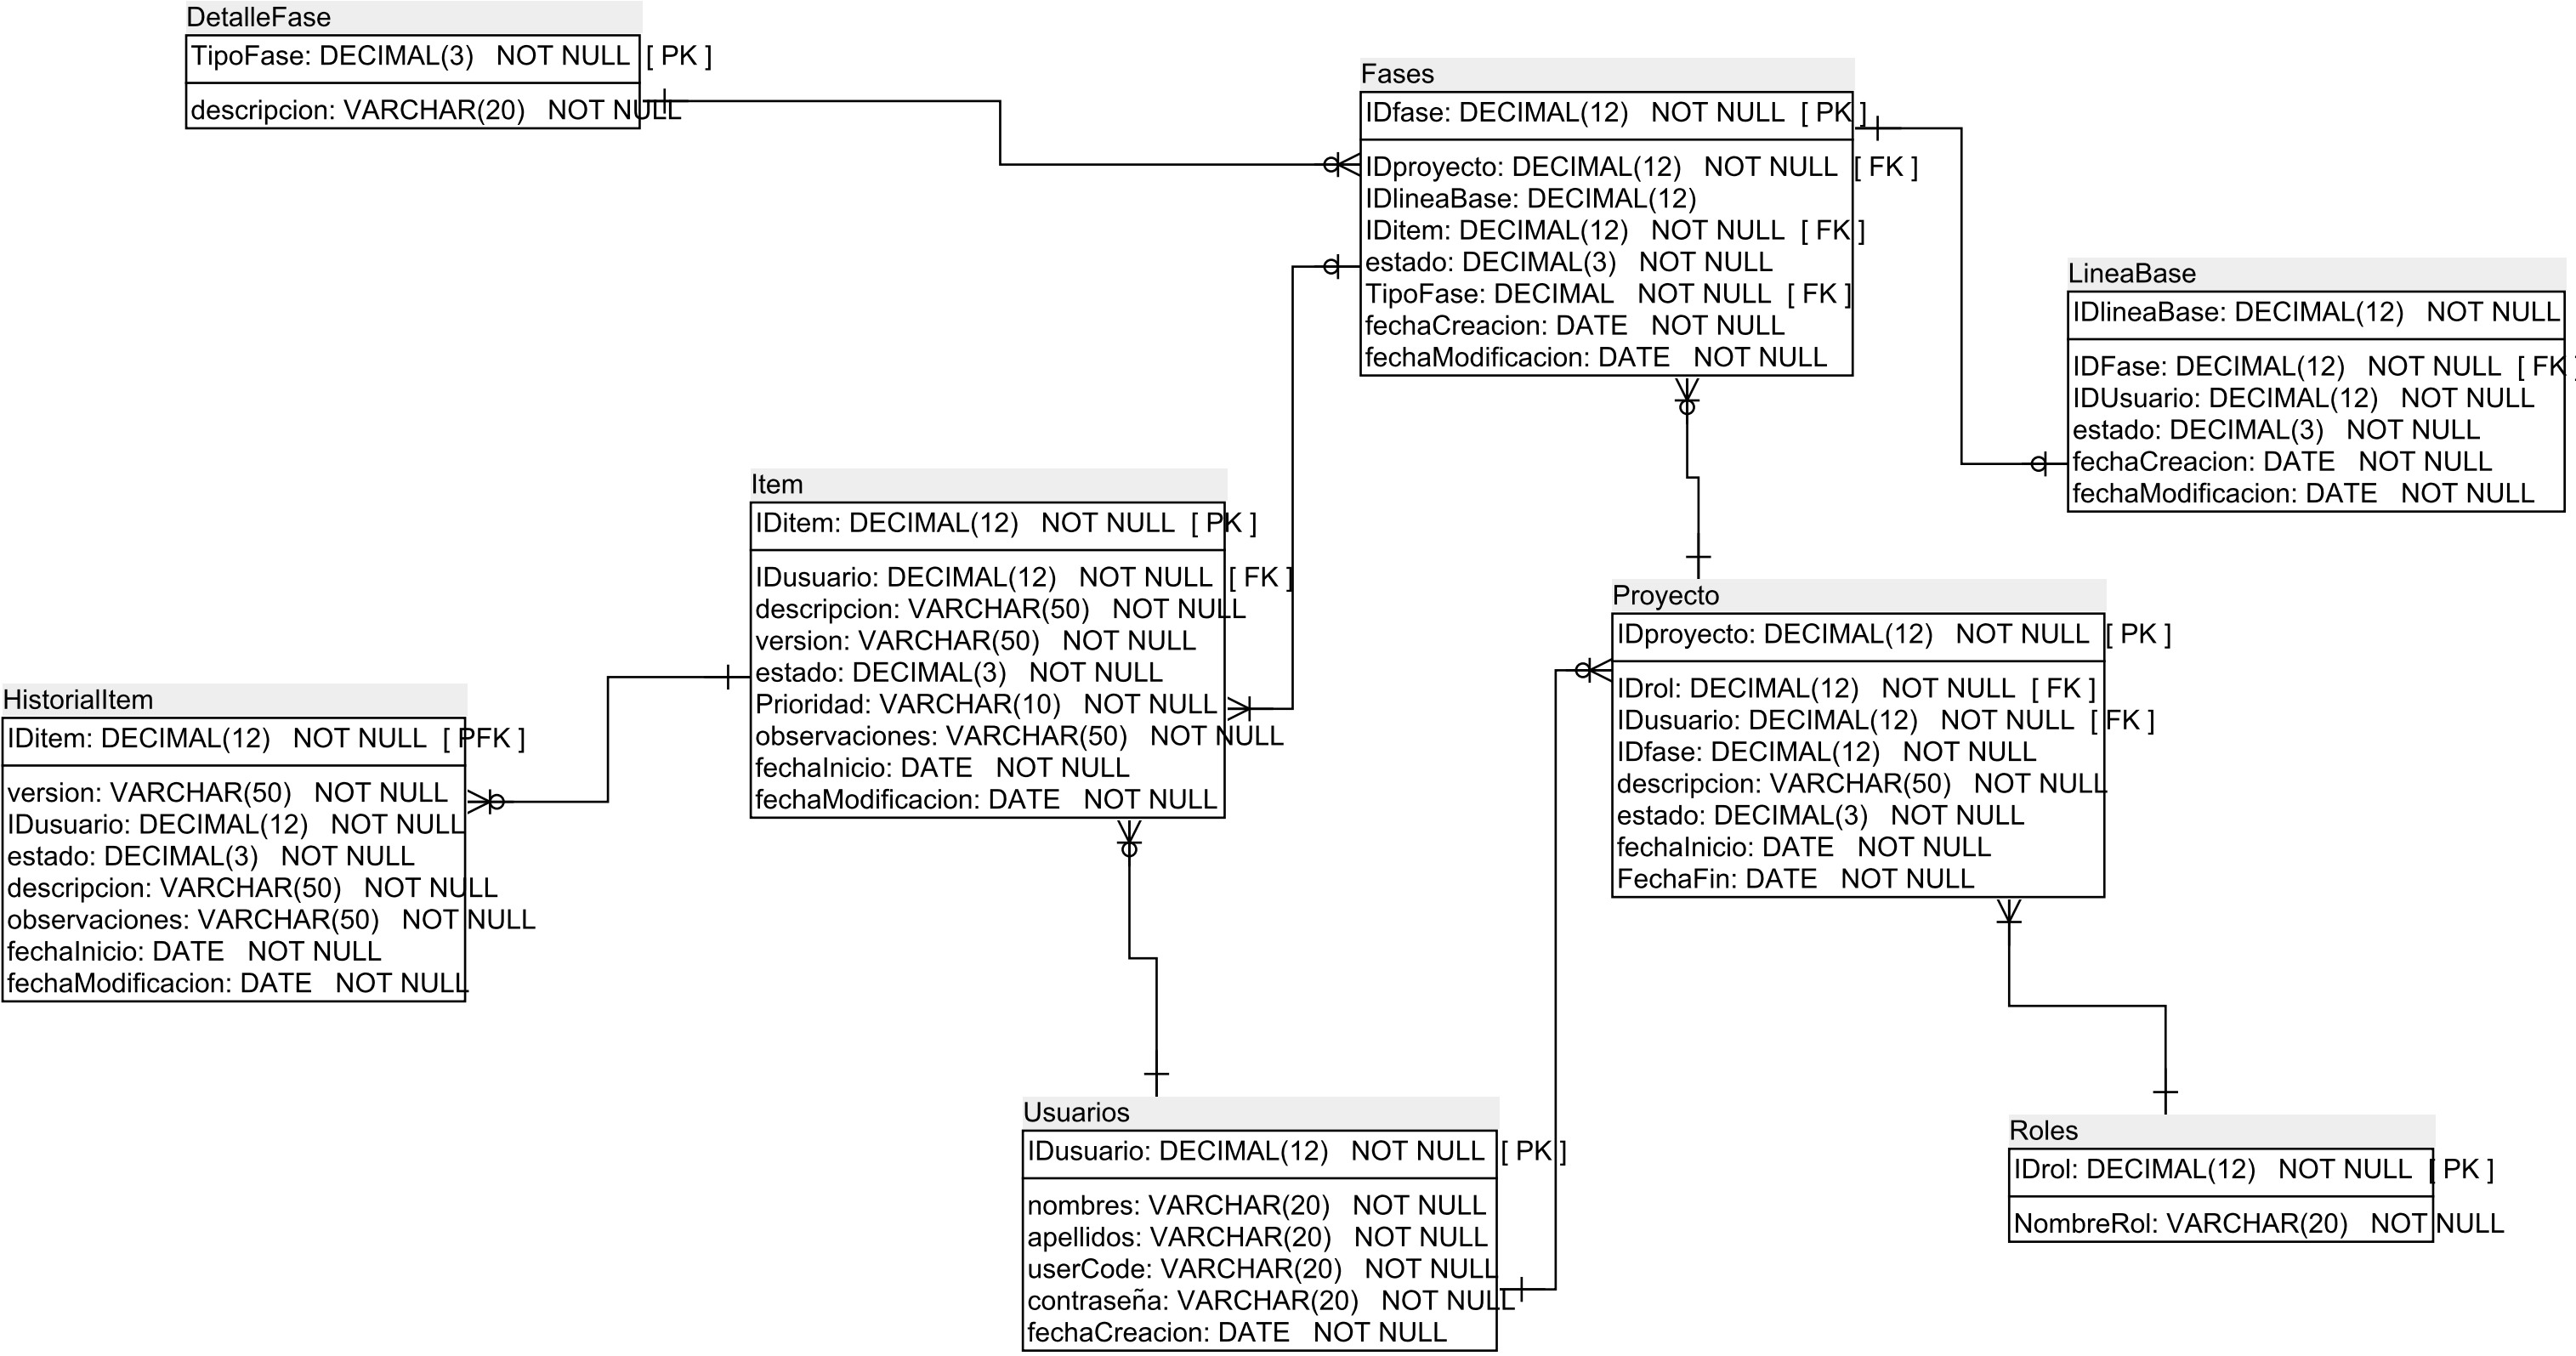 DetalleFase
TipoFase: DECIMAL(3) NOT NULL [ PK ]
descripcion: VARCHAR(20) NOT NULL
Fases
IDfase: DECIMAL(12) NOT NULL [ PK ]
IDproyecto: DECIMAL(12) NOT NULL [ FK ]
IDlineaBase: DECIMAL(12)
IDitem: DECIMAL(12) NOT NULL [ FK ]
estado: DECIMAL(3) NOT NULL
TipoFase: DECIMAL NOT NULL [ FK ]
fechaCreacion: DATE NOT NULL
fechaModificacion: DATE NOT NULL
LineaBase
IDlineaBase: DECIMAL(12) NOT NULL
IDFase: DECIMAL(12) NOT NULL [ FK ]
IDUsuario: DECIMAL(12) NOT NULL
estado: DECIMAL(3) NOT NULL
fechaCreacion: DATE NOT NULL
fechaModificacion: DATE NOT NULL
Item
IDitem: DECIMAL(12) NOT NULL [ PK ]
IDusuario: DECIMAL(12) NOT NULL [ FK ]
descripcion: VARCHAR(50) NOT NULL
version: VARCHAR(50) NOT NULL
estado: DECIMAL(3) NOT NULL
Prioridad: VARCHAR(10) NOT NULL
observaciones: VARCHAR(50) NOT NULL
fechaInicio: DATE NOT NULL
fechaModificacion: DATE NOT NULL
Proyecto
IDproyecto: DECIMAL(12) NOT NULL [ PK ]
IDrol: DECIMAL(12) NOT NULL [ FK ]
IDusuario: DECIMAL(12) NOT NULL [ FK ]
IDfase: DECIMAL(12) NOT NULL
descripcion: VARCHAR(50) NOT NULL
estado: DECIMAL(3) NOT NULL
fechaInicio: DATE NOT NULL
FechaFin: DATE NOT NULL
HistorialItem
IDitem: DECIMAL(12) NOT NULL [ PFK ]
version: VARCHAR(50) NOT NULL
IDusuario: DECIMAL(12) NOT NULL
estado: DECIMAL(3) NOT NULL
descripcion: VARCHAR(50) NOT NULL
observaciones: VARCHAR(50) NOT NULL
fechaInicio: DATE NOT NULL
fechaModificacion: DATE NOT NULL
Usuarios
IDusuario: DECIMAL(12) NOT NULL [ PK ]
nombres: VARCHAR(20) NOT NULL
apellidos: VARCHAR(20) NOT NULL
userCode: VARCHAR(20) NOT NULL
contraseña: VARCHAR(20) NOT NULL
fechaCreacion: DATE NOT NULL
Roles
IDrol: DECIMAL(12) NOT NULL [ PK ]
NombreRol: VARCHAR(20) NOT NULL